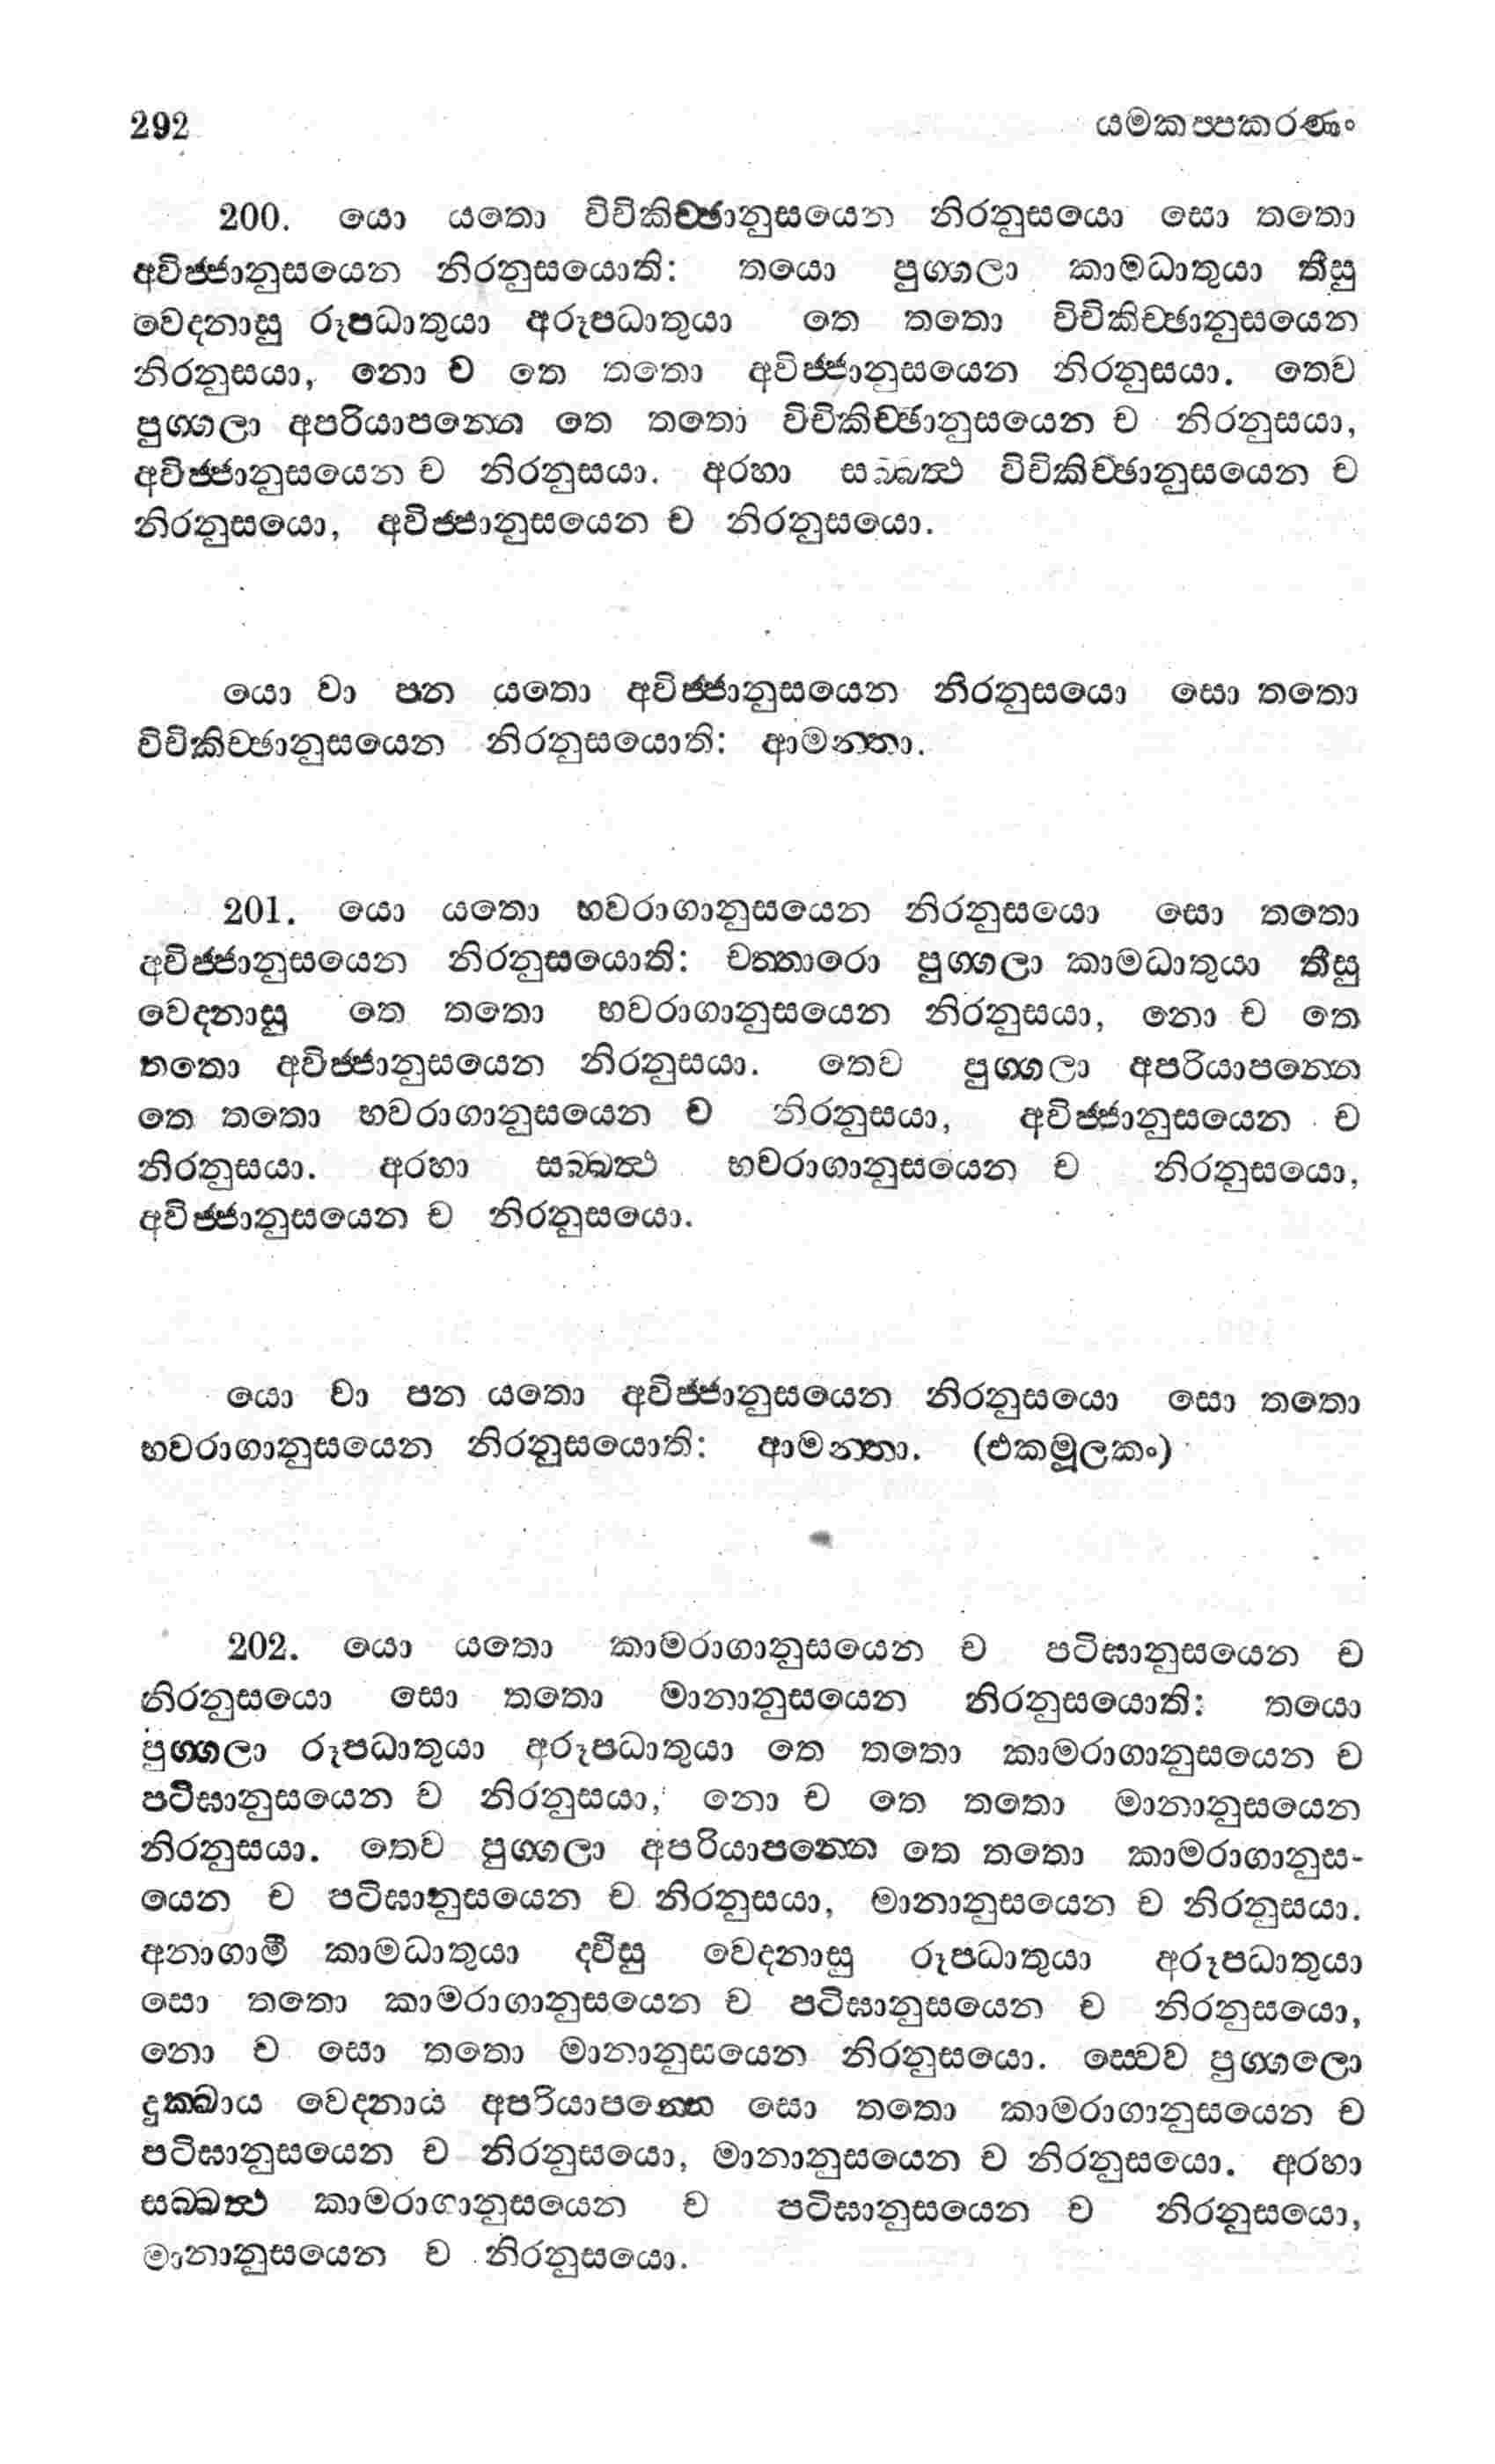 292 යමකප්පකරණං
200. යො යතො විචිකිච්ඡානුසයෙන නිරනුසයො සො තතො
අවිජ්ජානුසයෙන නිරනුසයොති: තයො පුග්ගලා කාමධාතුයා තීසු
වෙදනාසු රූපධාතුයා අරූපධාතුයා තෙ තතො විචිකිච්ඡානුසයෙන
නිරනුසයා, නො ච තෙ තතො අවිජ්ජානුසයෙන නිරනුසයා. තෙව
පුග්ගලා අපරියාපන්නෙ තෙ තතො විචිකිච්ඡානුසයෙන ච නිරනුසයා,
අවිජ්ජානුසයෙන ච නිරනුසයා. අරහා සබ්බත්ථ විචිකිච්ඡානුසයෙන ච
නිරනුසයො, අවිජ්ජානුසයෙන ච නිරනුසයො.
යො වා පන යතො අවිජ්ජානුසයෙන නිරනුසයො සො තතො
විචිකිච්ඡානුසයෙන නිරනුසයොති: ආමන්තා.
201. යො යතො භවරාගානුසයෙන නිරනුසයො සො තතො
අවිජ්ජානුසයෙන නිරනුසයොති: චත්තාරො පුග්ගලා කාමධාතුයා තීසු
වෙදනාසු තෙ තතො භවරාගානුසයෙන නිරනුසයා, නො ච තෙ
තතො අවිජ්ජානුසයෙන නිරනුසයා. තෙව පුග්ගලා අපරියාපන්නෙ
තෙ තතො භවරාගානුසයෙන ච නිරනුසයා, අවිජ්ජානුසයෙන ච
නිරනුසයා. අරහා සබ්බත්ථ භවරාගානුසයෙන ච නිරනුසයො,
අවිජ්ජානුසයෙන ච නිරනුසයො.
යො වා පන යතො අවිජ්ජානුසයෙන නිරනුසයො සො තතො
භවරාගානුසයෙන නිරනුසයොති: ආමන්තා. (එකමූලකං)
202. යො යතො කාමරාගානුසයෙන ච පටිඝානුසයෙන ච
නිරනුසයො සො තතො මානානුසයෙන නිරනුසයොති: තයො
පුග්ගලා රූපධාතුයා අරූපධාතුයා තෙ තතො කාමරාගානුසයෙන ච
පටිඝානුසයෙන ච නිරනුසයා, නො ච තෙ තතො මානානුසයෙන
නිරනුසයා. තෙව පුග්ගලා අපරියාපන්නෙ තෙ තතො කාමරාගානුස-
යෙන ච පටිඝානුසයෙන ච නිරනුසයා, මානානුසයෙන ච නිරනුසයා.
අනාගාමී කාමධාතුයා ද්වීසු වෙදනාසු රූපධාතුයා අරූපධාතුයා
සො තතො කාමරාගානුසයෙන ච පටිඝානුසයෙන ච නිරනුසයො,
නො ච සො තතො මානානුසයෙන නිරනුසයො. ස්වෙව පුග්ගලො
දුක්ඛාය වෙදනාය අපරියාපන්නෙ සො තතො කාමරාගානුසයෙන ච
පටිඝානුසයෙන ච නිරනුසයො, මානානුසයෙන ච නිරනුසයො. අරහා
සබ්බත්ථ කාමරාගානුසයෙන ච පටිඝානුසයෙන ච නිරනුසයො,
මානානුසයෙන ච නිරනුසයො.